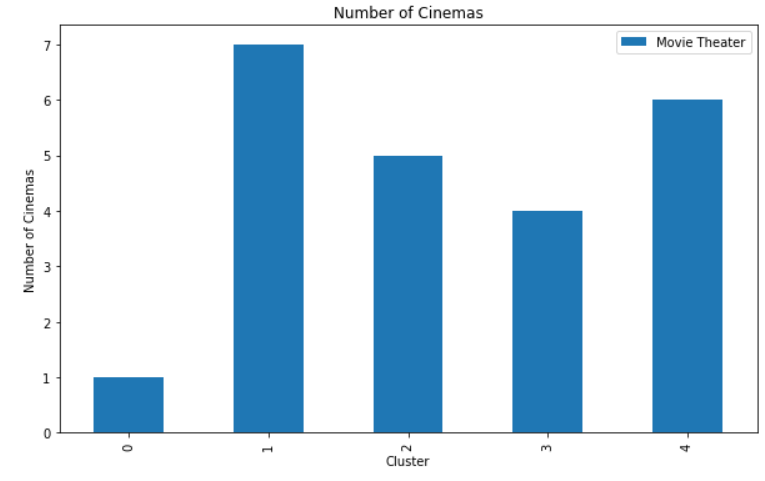 Number of Cinemas
Movie Theater
7
6
5
4
3
2
1
0
Number of Cinemas
0 1 2 3 4
Cluster